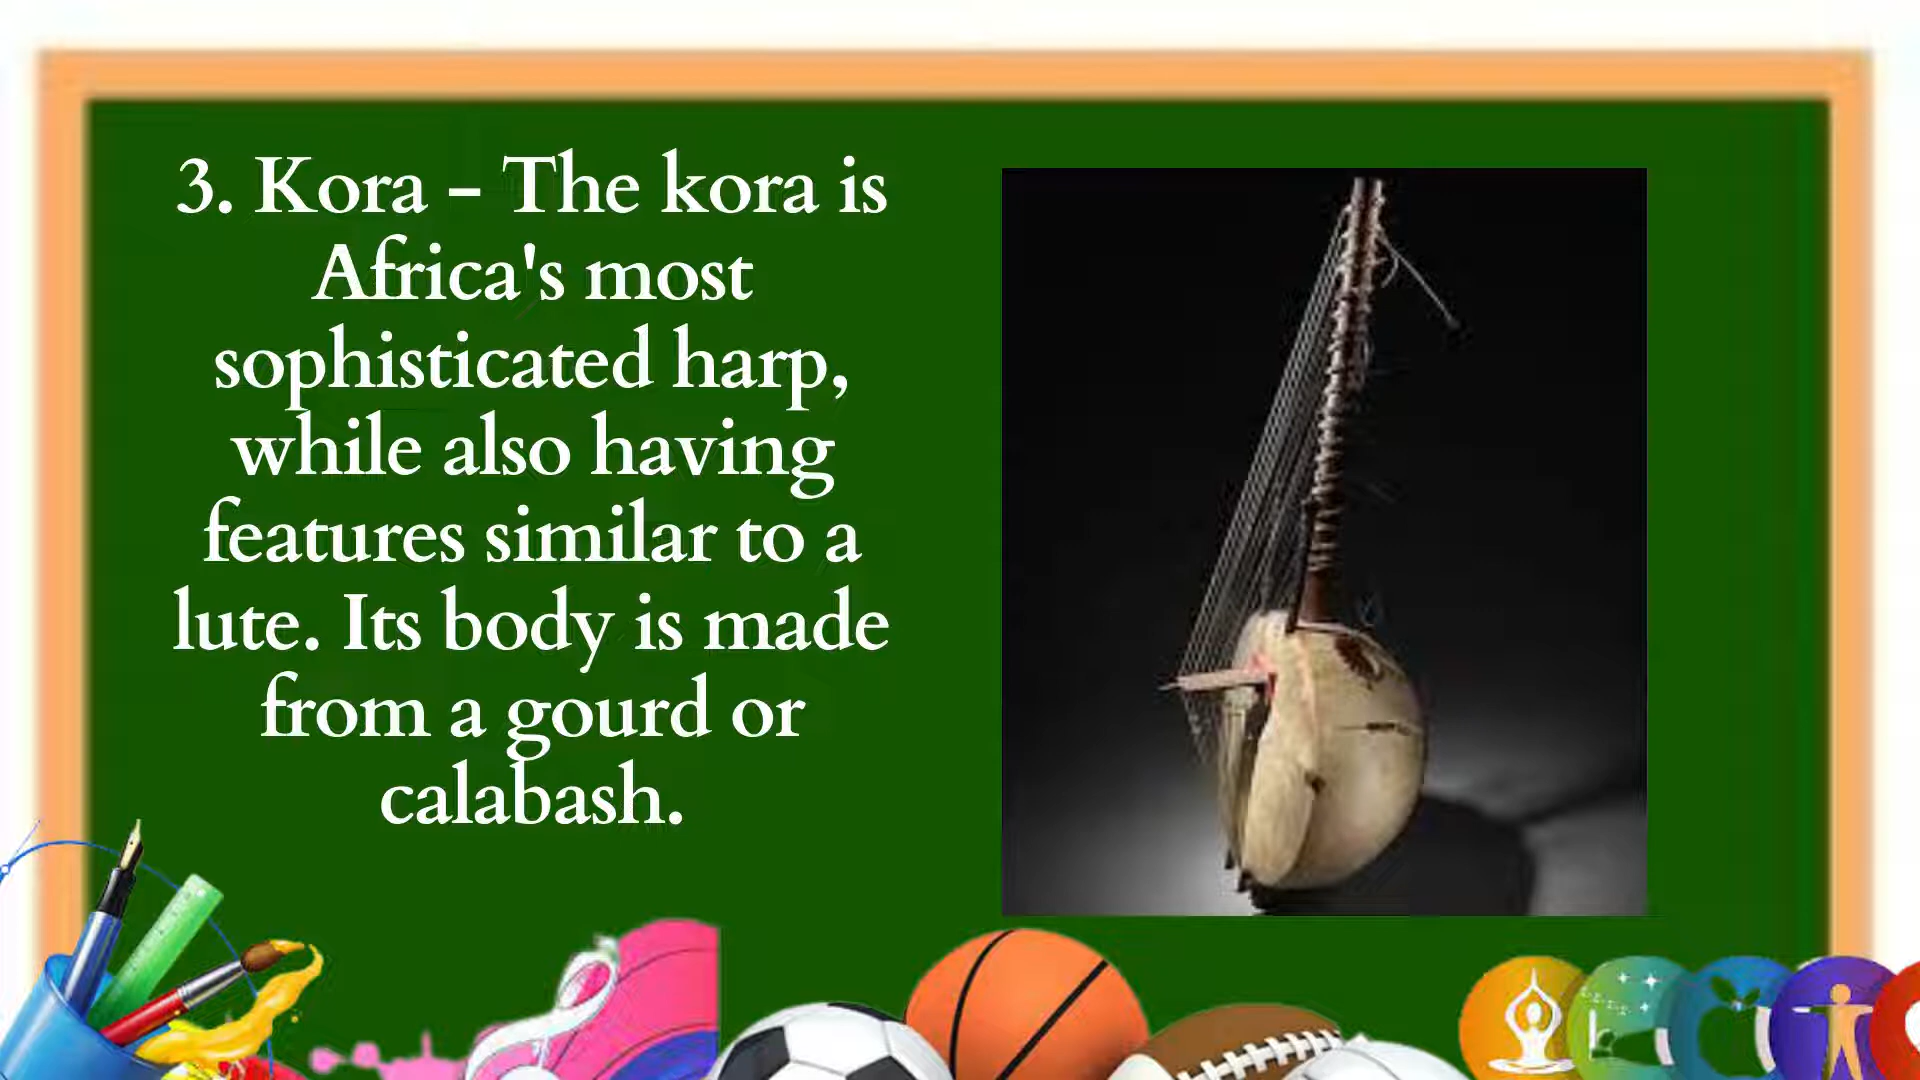 3. Kora – The kora is
Africa's most
sophisticated harp,
while also having
features similar to a
lute. Its body is made
from a gourd or
calabash.